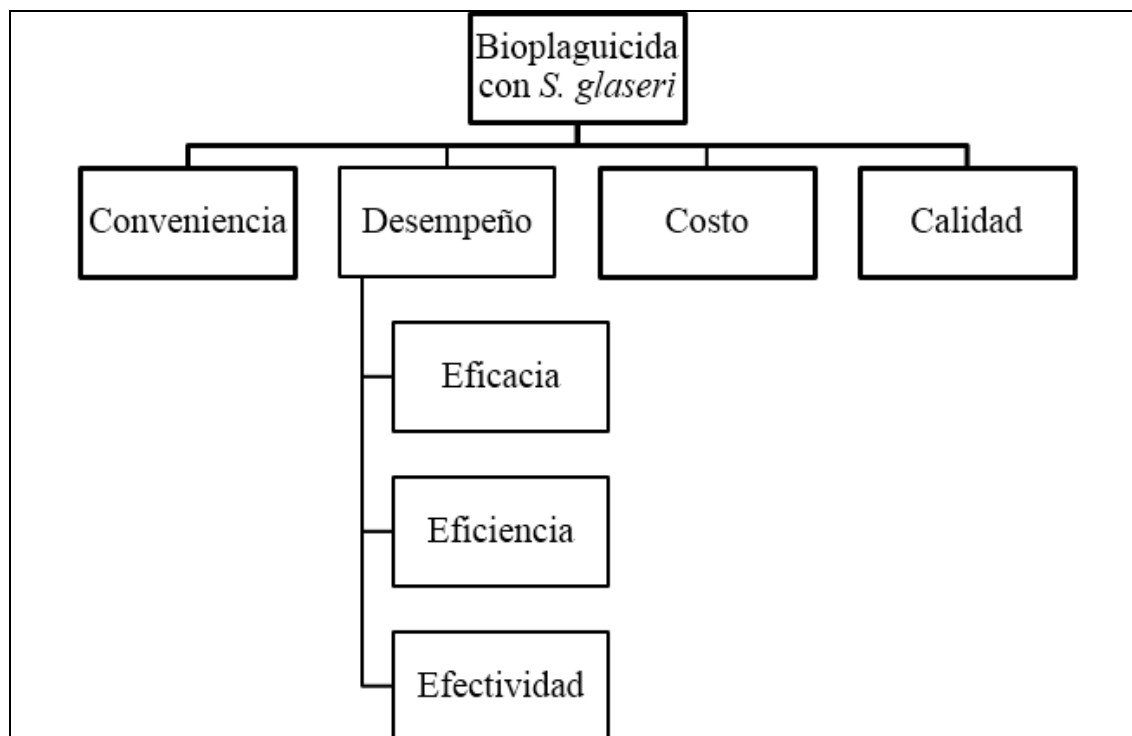 Bioplaguicida
con S. glaseri
Conveniencia
Desempeño
Costo
Calidad
Eficacia
Eficiencia
Efectividad